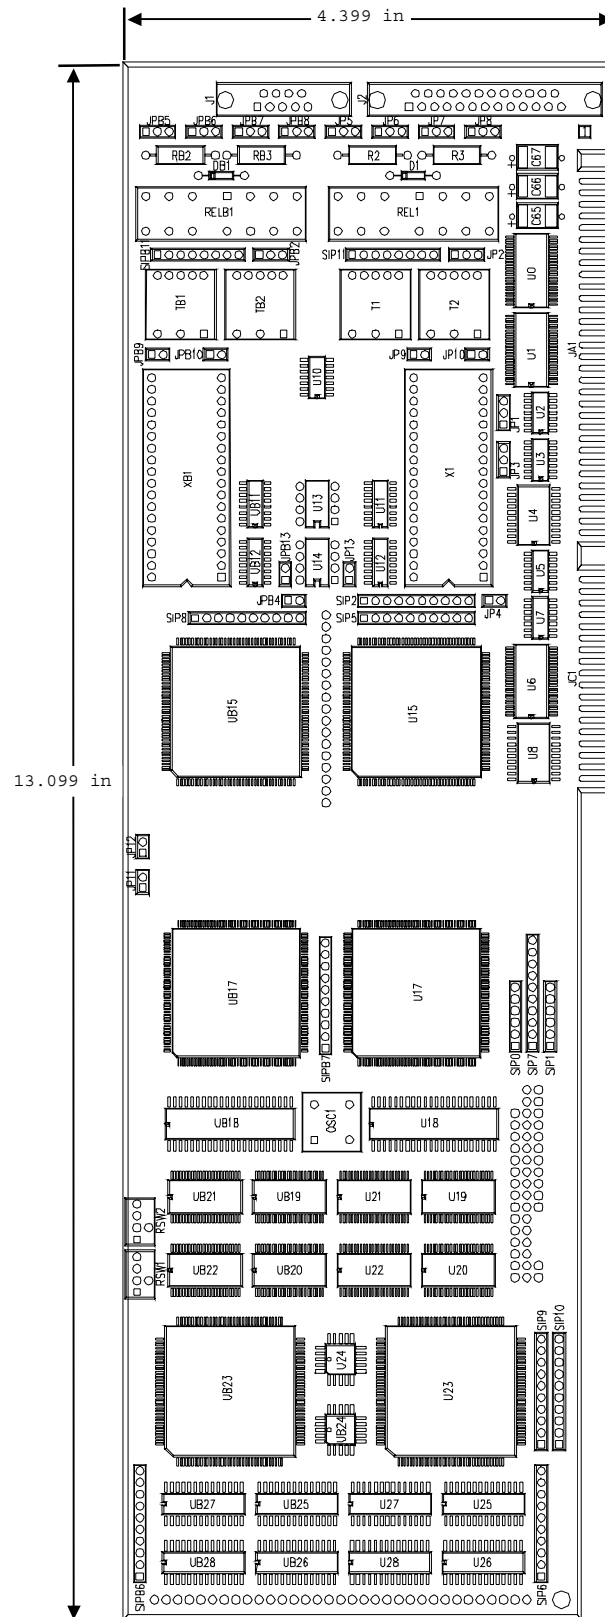 4.399 in
J1
J2
JPB5
JPB6
JPB7
JPB8
JP5
JP6
JP7
JP8
RB2
RB3
R2
R3
C67
DB1
D1
C66
RELB1
REL1
C65
SIPB11
JPB2
SIP11
JP2
U0
TB1
TB2
T1
T2
JPB9
JPB10
JP9
JP10
U1
JA1
U10
XB1
X1
JP1
U2
JP3
U3
UB11
U13
U11
U4
UB12
JPB13
U14
JP13
U12
U5
JPB4
SIP2
JP4
SIP8
SIP5
U7
UB15
U15
U6
JC1
U8
13.099 in
JP12
JP11
UB17
SIPB7
U17
SIP0
SIP7
SIP1
UB18
OSC1
U18
UB21
UB19
U21
U19
RSW2
RSW1
UB22
UB20
U22
U20
UB23
U24
UB24
U23
SIP9
SIP10
UB27
UB25
U27
U25
UB28
UB26
U28
U26
SIPB6
SIP6